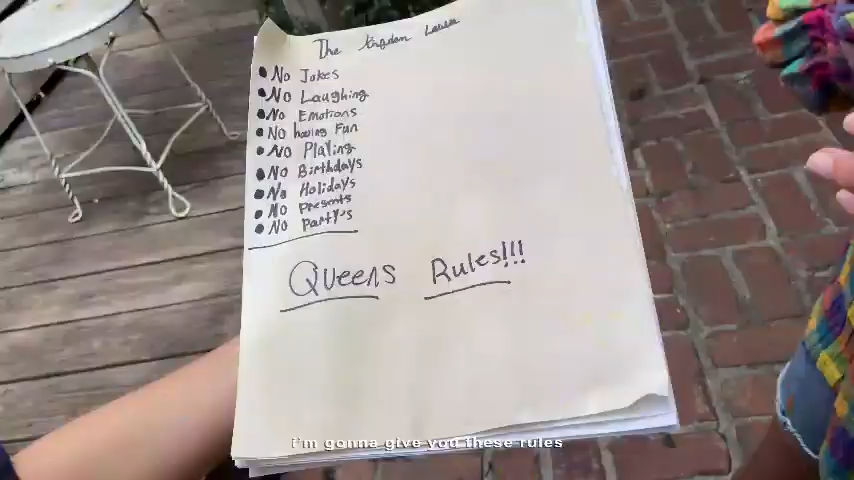 The Kingdom Laws
• No Jokes
• No Laughing
• No Emotions
• No having Fun
• No Playing
• No Birthdays
• No Holidays
• No Presents
• No Party's
Queens Rules!!!
i'm gonna give you these rules